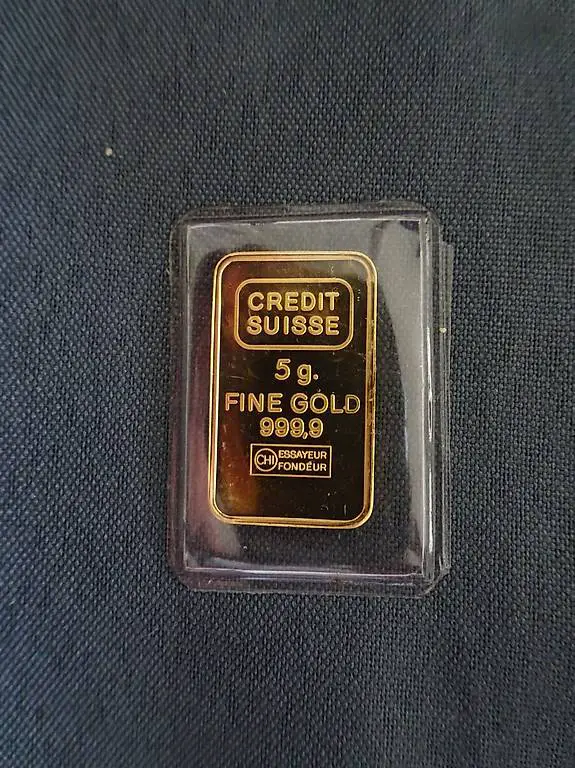 CREDIT
SUISSE
5 g.
FINE GOLD
999,9
CHI
ESSAYEUR
FONDEUR